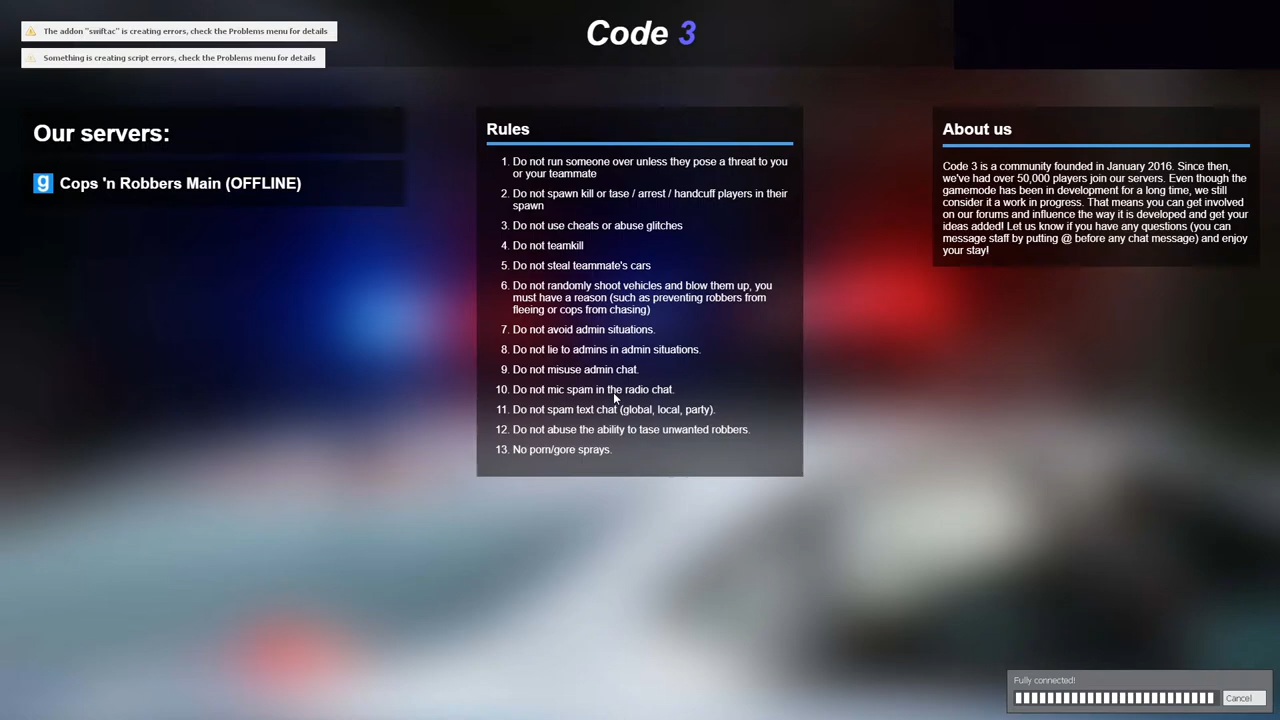 The addon "swiftac" is creating errors, check the Problems menu for details
Something is creating script errors, check the Problems menu for details
Code 3
Our servers:
g Cops 'n Robbers Main (OFFLINE)
Rules
1. Do not run someone over unless they pose a threat to you
or your teammate
2. Do not spawn kill or tase / arrest / handcuff players in their
spawn
3. Do not use cheats or abuse glitches
4. Do not teamkill
5. Do not steal teammate's cars
6. Do not randomly shoot vehicles and blow them up, you
must have a reason (such as preventing robbers from
fleeing or cops from chasing)
7. Do not avoid admin situations.
8. Do not lie to admins in admin situations.
9. Do not misuse admin chat.
10. Do not mic spam in the radio chat.
11. Do not spam text chat (global, local, party).
12. Do not abuse the ability to tase unwanted robbers.
13. No porn/gore sprays.
About us
Code 3 is a community founded in January 2016. Since then,
we've had over 50,000 players join our servers. Even though the
gamemode has been in development for a long time, we still
consider it a work in progress. That means you can get involved
on our forums and influence the way it is developed and get your
ideas added! Let us know if you have any questions (you can
message staff by putting @ before any chat message) and enjoy
your stay!
Fully connected!
Cancel